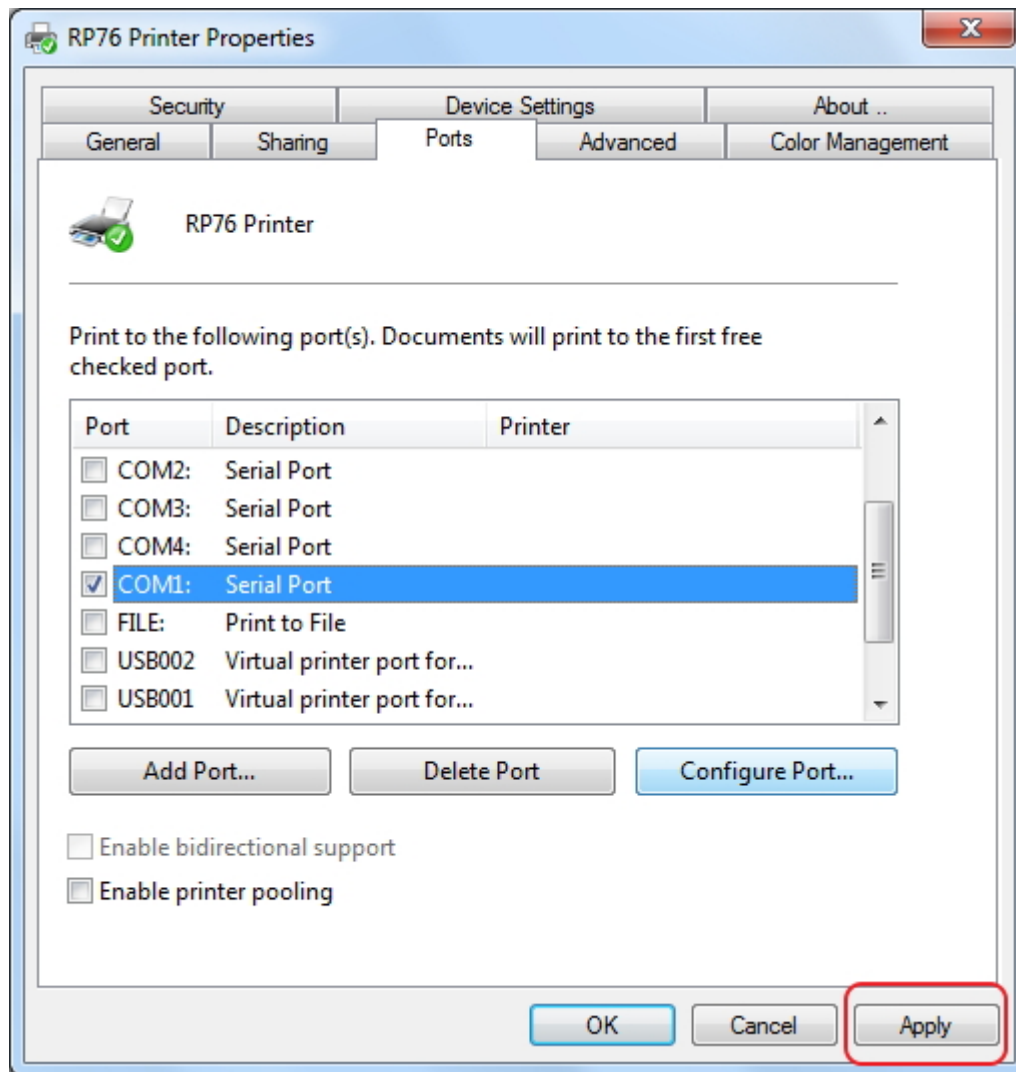 RP76 Printer Properties
Security Device Settings About ..
General Sharing Ports Advanced Color Management
RP76 Printer
Print to the following port(s). Documents will print to the first free
checked port.
Port Description Printer
COM2: Serial Port
COM3: Serial Port
COM4: Serial Port
COM1: Serial Port
FILE: Print to File
USB002 Virtual printer port for...
USB001 Virtual printer port for...
Add Port... Delete Port Configure Port...
Enable bidirectional support
Enable printer pooling
OK Cancel Apply